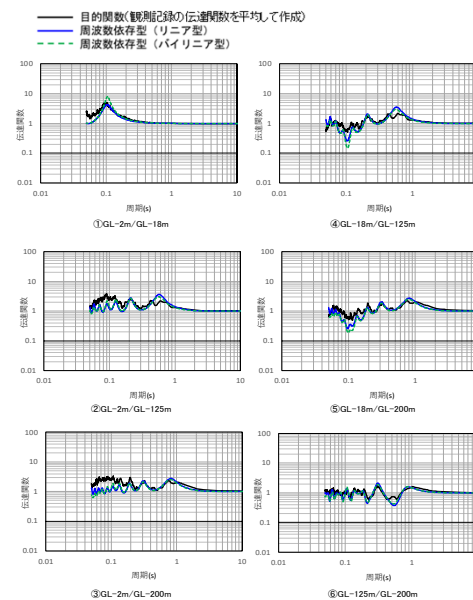 目的関数(観測記録の伝達関数を平均して作成)
周波数依存型（リニア型）
周波数依存型（バイリニア型）
100
10
1
0.1
0.01
0.01 0.1 1 10
伝達関数
周期(s)
①GL-2m/GL-18m
100
10
1
0.1
0.01
0.01 0.1 1
伝達関数
周期(s)
④GL-18m/GL-125m
100
10
1
0.1
0.01
0.01 0.1 1 10
伝達関数
周期(s)
②GL-2m/GL-125m
100
10
1
0.1
0.01
0.01 0.1 1
伝達関数
周期(s)
⑤GL-18m/GL-200m
100
10
1
0.1
0.01
0.01 0.1 1 10
伝達関数
周期(s)
③GL-2m/GL-200m
100
10
1
0.1
0.01
0.01 0.1 1
伝達関数
周期(s)
⑥GL-125m/GL-200m